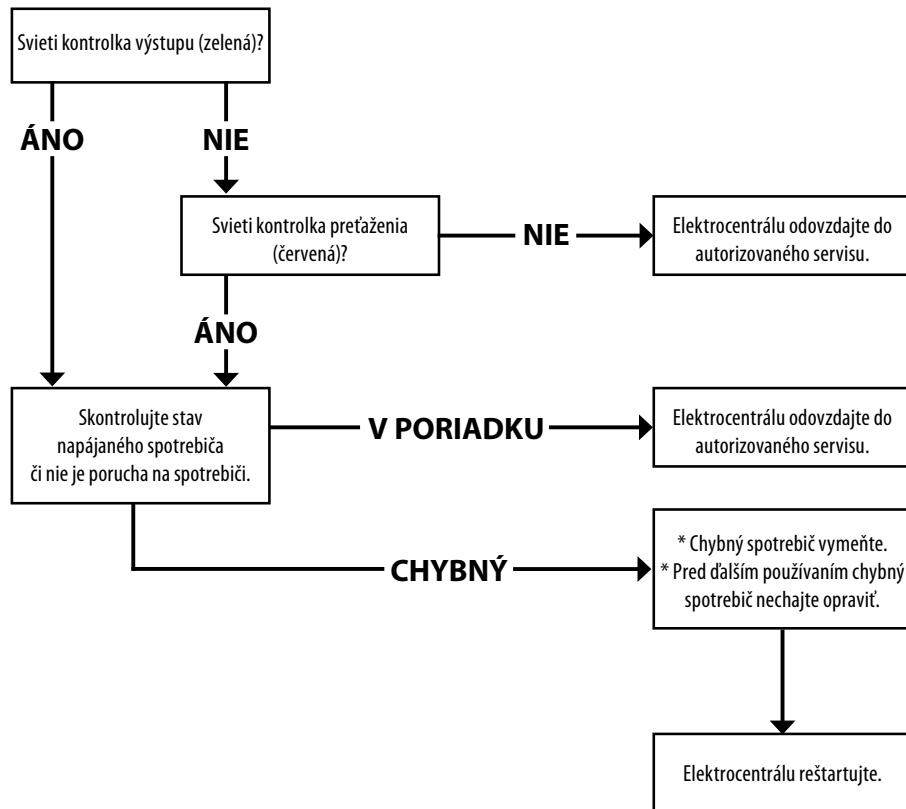 Svieti kontrolka výstupu (zelená)?
ÁNO
NIE
Svieti kontrolka preťaženia
(červená)?
NIE
Elektrocentrálu odovzdajte do
autorizovaného servisu.
ÁNO
Skontrolujte stav
napájaného spotrebiča
či nie je porucha na spotrebiči.
V PORIADKU
Elektrocentrálu odovzdajte do
autorizovaného servisu.
CHYBNÝ
* Chybný spotrebič vymeňte.
* Pred ďalším používaním chybný
spotrebič nechajte opraviť.
Elektrocentrálu reštartujte.